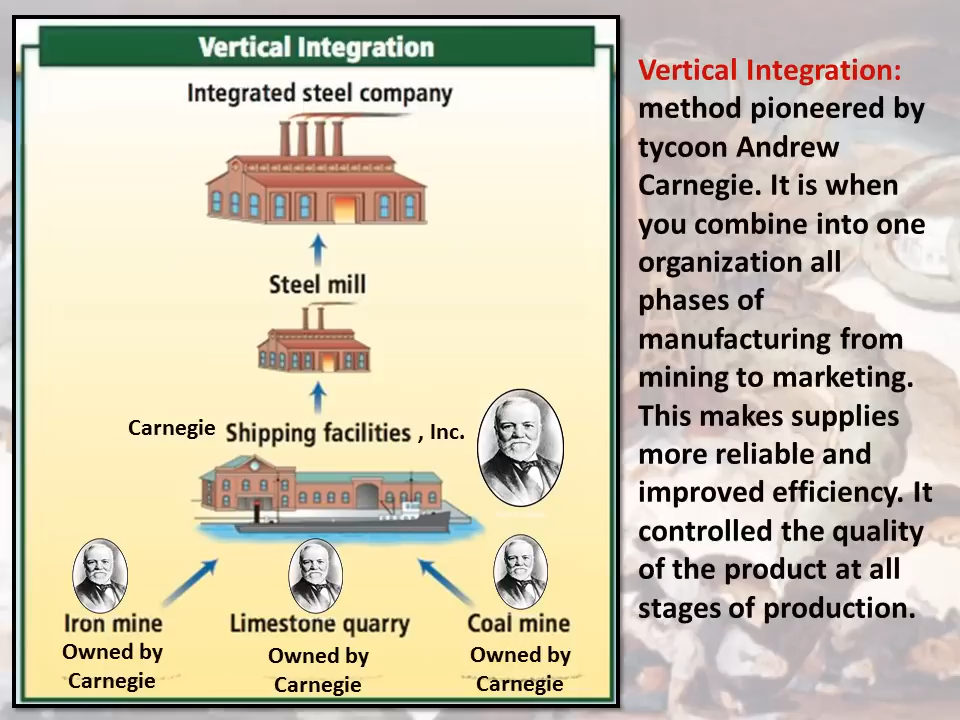 Vertical Integration
Integrated steel company
Steel mill
Carnegie Shipping facilities , Inc.
Iron mine
Owned by
Carnegie
Limestone quarry
Owned by
Carnegie
Coal mine
Owned by
Carnegie
Vertical Integration:
method pioneered by
tycoon Andrew
Carnegie. It is when
you combine into one
organization all
phases of
manufacturing from
mining to marketing.
This makes supplies
more reliable and
improved efficiency. It
controlled the quality
of the product at all
stages of production.